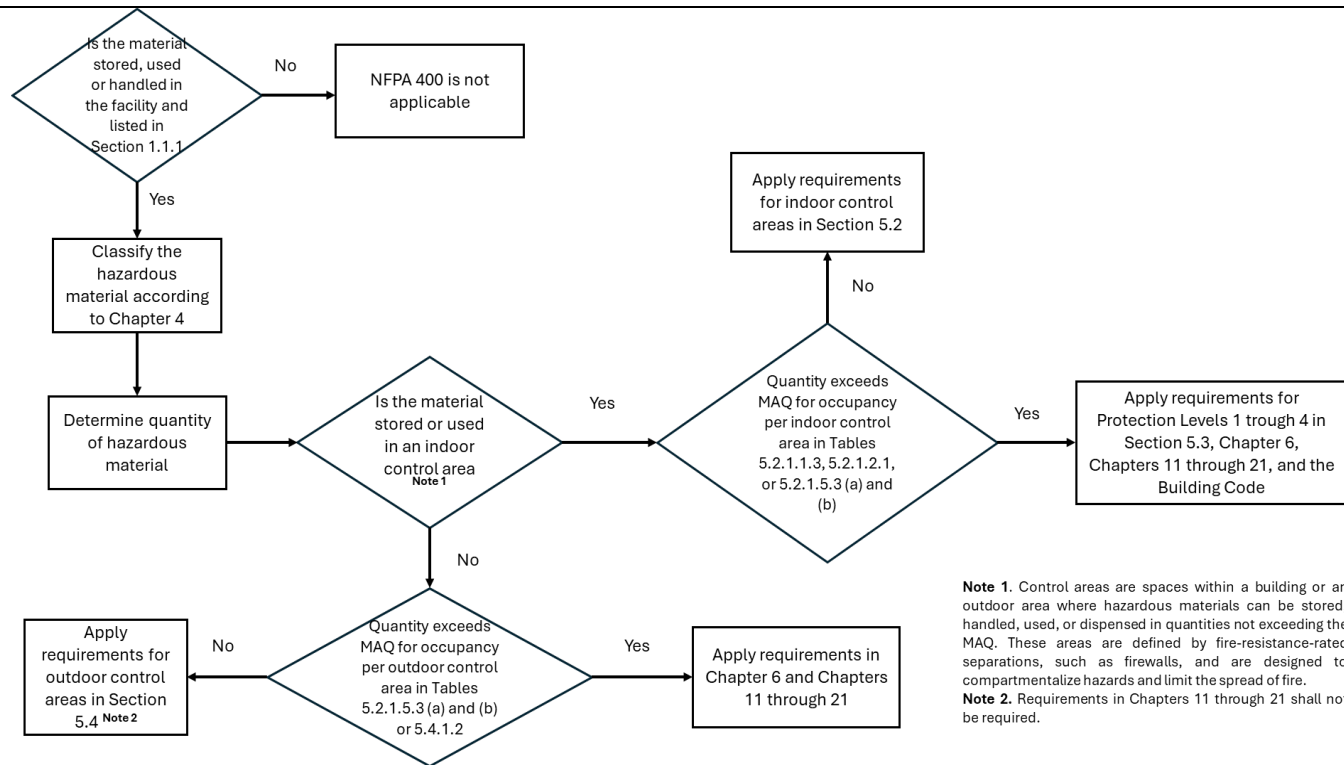 Is the material
stored, used
or handled in
the facility and
listed in
Section 1.1.1
No
NFPA 400 is not
applicable
Yes
Classify the
hazardous
material according
to Chapter 4
Determine quantity
of hazardous
material
Is the material
stored or used
in an indoor
control area
Note 1
Yes
Quantity exceeds
MAQ for occupancy
per indoor control
area in Tables
5.2.1.1.3, 5.2.1.2.1,
or 5.2.1.5.3 (a) and
(b)
No
Apply requirements
for indoor control
areas in Section 5.2
Yes
Apply requirements for
Protection Levels 1 trough 4 in
Section 5.3, Chapter 6,
Chapters 11 through 21, and the
Building Code
No
Quantity exceeds
MAQ for occupancy
per outdoor control
area in Tables
5.2.1.5.3 (a) and (b)
or 5.4.1.2
No
Apply
requirements for
outdoor control
areas in Section
5.4 Note 2
Yes
Apply requirements in
Chapter 6 and Chapters
11 through 21
Note 1. Control areas are spaces within a building or an
outdoor area where hazardous materials can be stored,
handled, used, or dispensed in quantities not exceeding the
MAQ. These areas are defined by fire-resistance-rated
separations, such as firewalls, and are designed to
compartmentalize hazards and limit the spread of fire.
Note 2. Requirements in Chapters 11 through 21 shall not
be required.